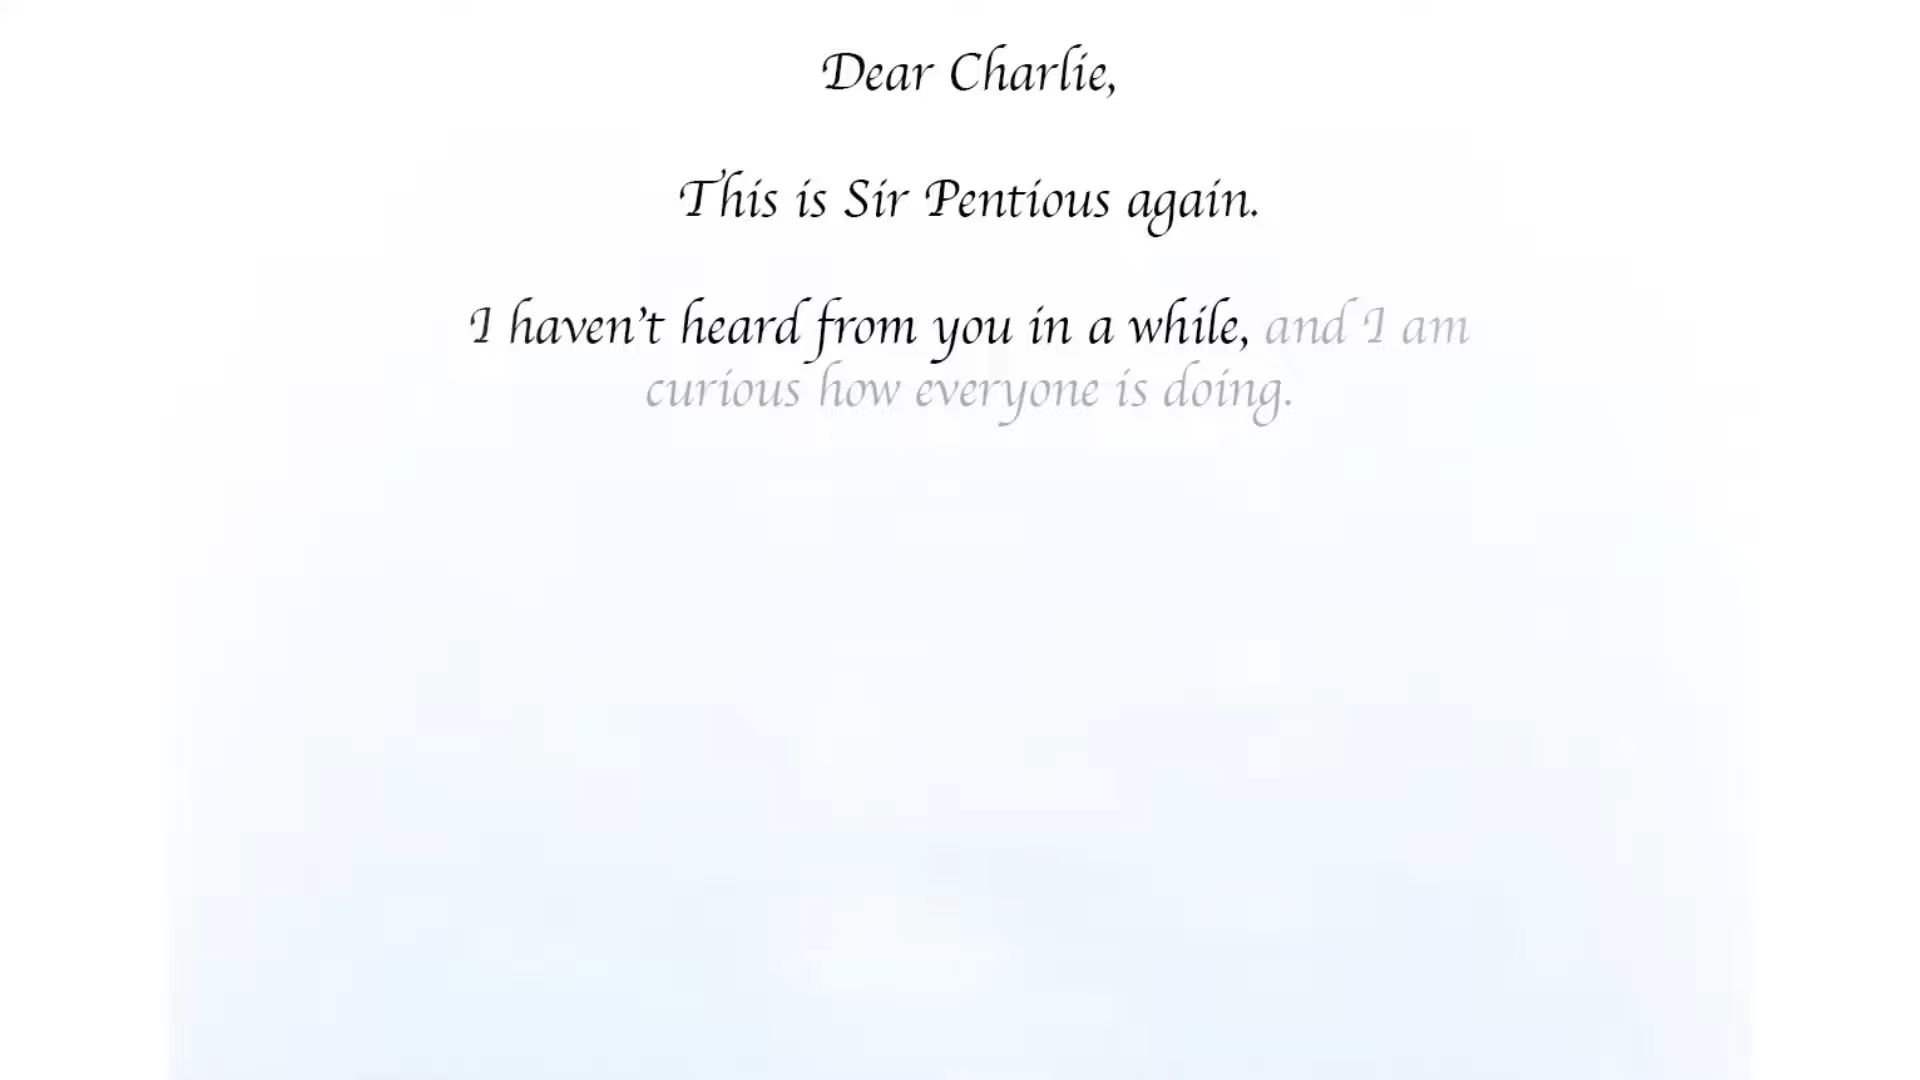 Dear Charlie,
This is Sir Pentious again.
I haven't heard from you in a while, and I am
curious how everyone is doing.